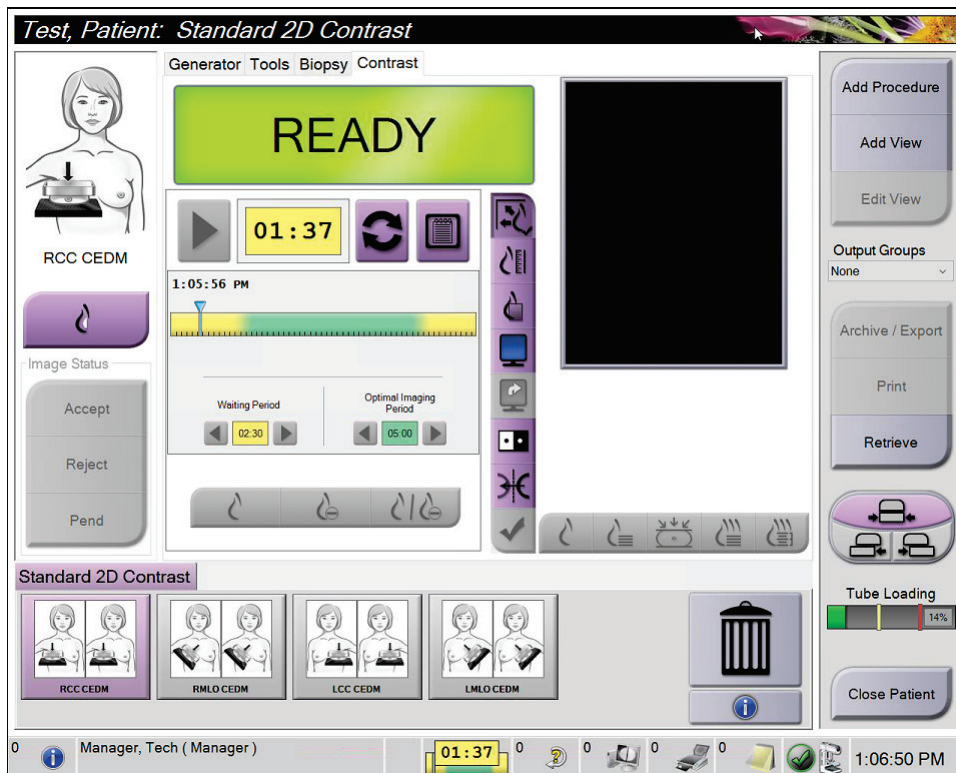 Test, Patient: Standard 2D Contrast
Generator Tools Biopsy Contrast
READY
01:37
1:05:56 PM
Waiting Period
Optimal Imaging
Period
02:30
05:00
RCC CEDM
Image Status
Accept
Reject
Pend
Add Procedure
Add View
Edit View
Output Groups
None
Archive / Export
Print
Retrieve
Tube Loading
14%
Close Patient
Standard 2D Contrast
RCC CEDM
RMLO CEDM
LCC CEDM
LMLO CEDM
0
Manager, Tech ( Manager )
01:37
0
0
0
0
1:06:50 PM